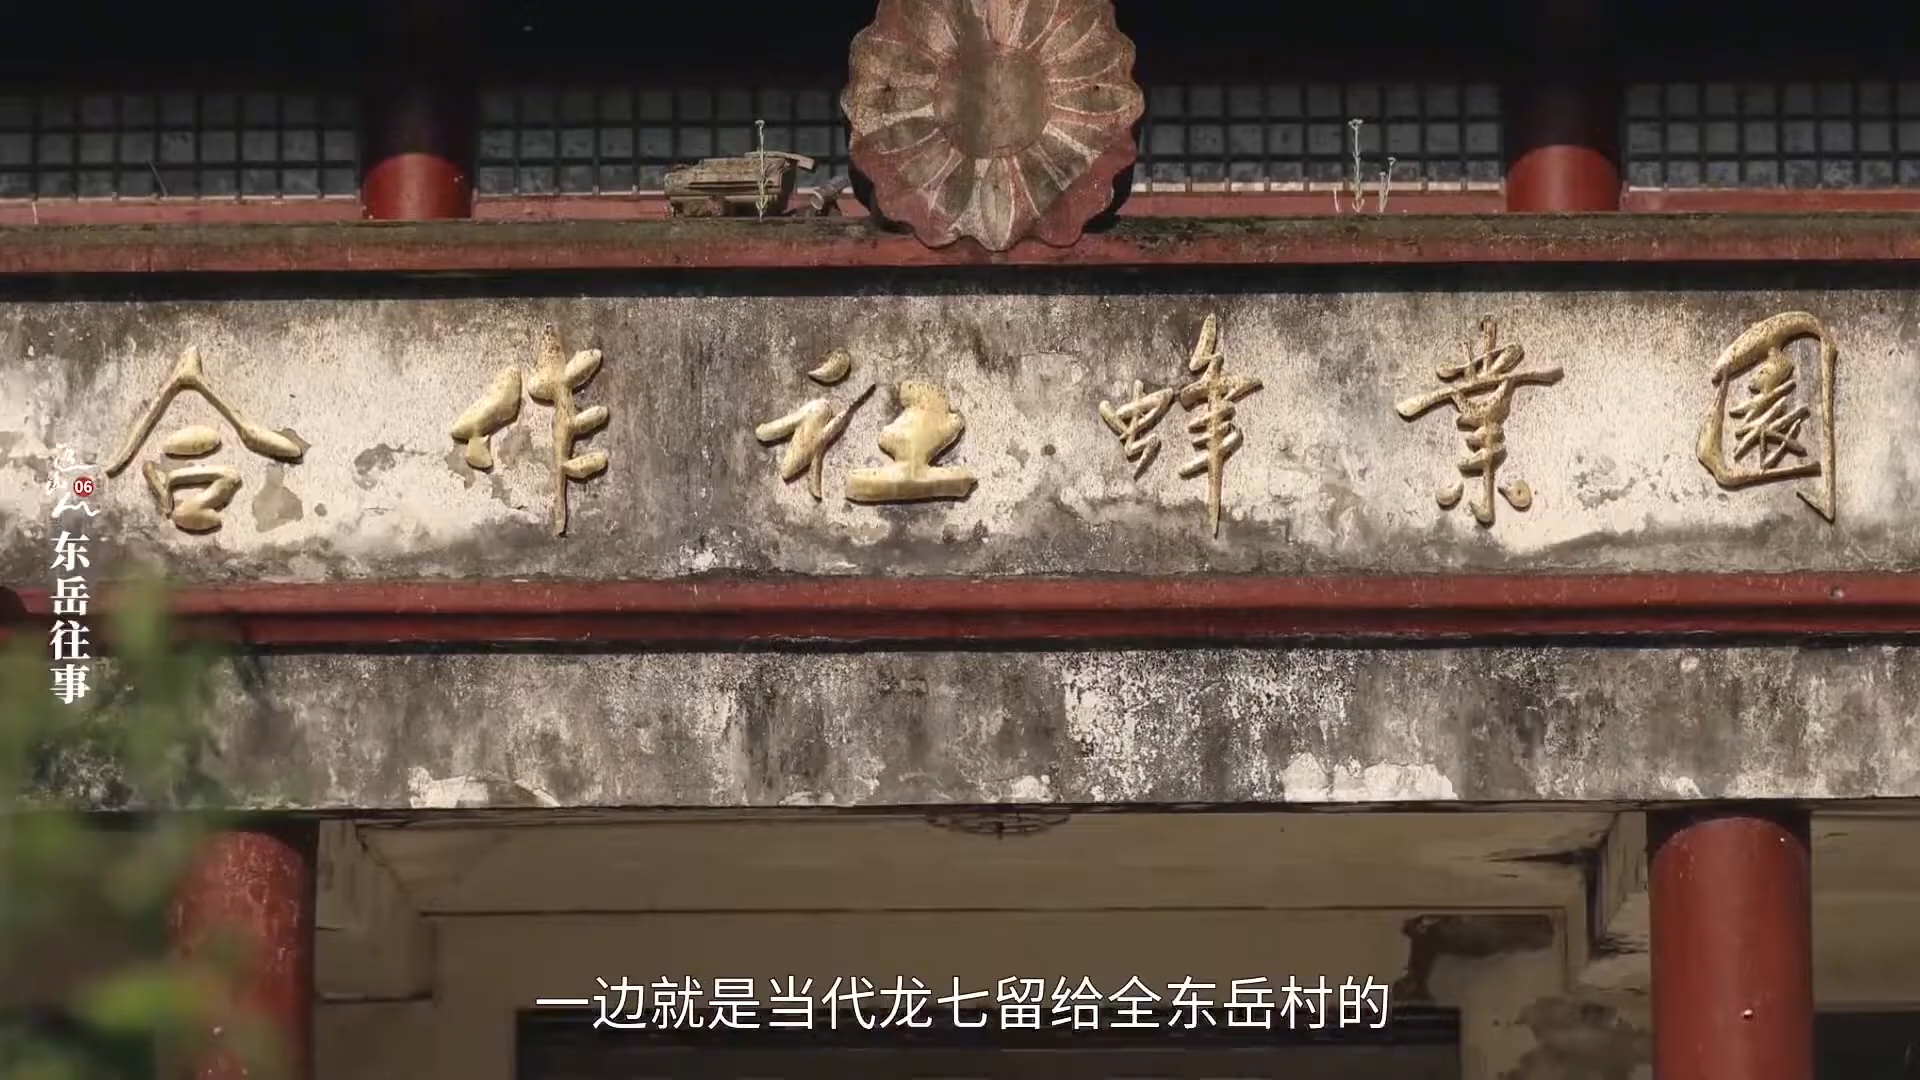 合作社蜂業園
06
东岳往事
一边就是当代龙七留给全东岳村的